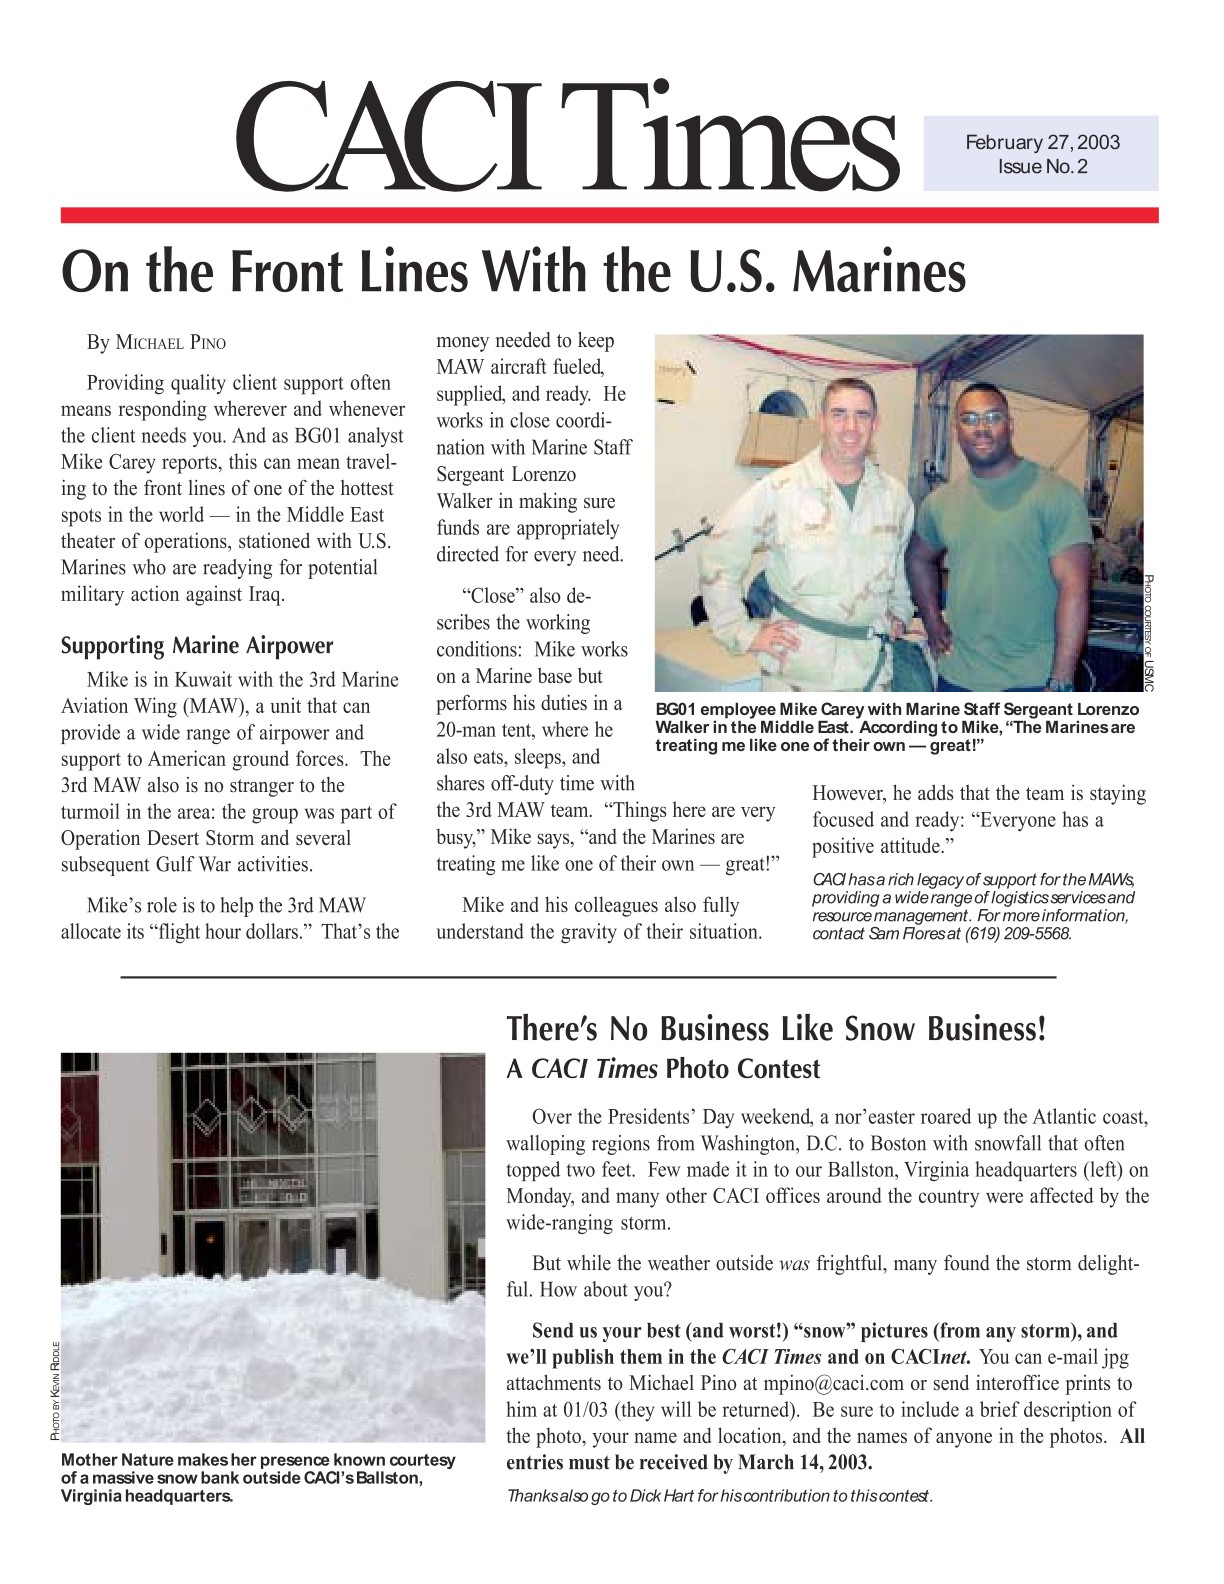 CACI Times
February 27, 2003
Issue No. 2
On the Front Lines With the U.S. Marines
By MICHAEL PINO
Providing quality client support often
means responding wherever and whenever
the client needs you. And as BG01 analyst
Mike Carey reports, this can mean travel-
ing to the front lines of one of the hottest
spots in the world — in the Middle East
theater of operations, stationed with U.S.
Marines who are readying for potential
military action against Iraq.
Supporting Marine Airpower
Mike is in Kuwait with the 3rd Marine
Aviation Wing (MAW), a unit that can
provide a wide range of airpower and
support to American ground forces. The
3rd MAW also is no stranger to the
turmoil in the area: the group was part of
Operation Desert Storm and several
subsequent Gulf War activities.
Mike's role is to help the 3rd MAW
allocate its “flight hour dollars.” That's the
money needed to keep
MAW aircraft fueled,
supplied, and ready. He
works in close coordi-
nation with Marine Staff
Sergeant Lorenzo
Walker in making sure
funds are appropriately
directed for every need.
“Close” also de-
scribes the working
conditions: Mike works
on a Marine base but
performs his duties in a
20-man tent, where he
also eats, sleeps, and
shares off-duty time with
the 3rd MAW team. “Things here are very
busy,” Mike says, “and the Marines are
treating me like one of their own — great!”
Mike and his colleagues also fully
understand the gravity of their situation.
PHOTO COURTESY OF USMC
BG01 employee Mike Carey with Marine Staff Sergeant Lorenzo
Walker in the Middle East. According to Mike, “The Marines are
treating me like one of their own — great!”
However, he adds that the team is staying
focused and ready: “Everyone has a
positive attitude.”
CACI has a rich legacy of support for the MAWs,
providing a wide range of logistics services and
resource management. For more information,
contact Sam Flores at (619) 209-5568.
PHOTO BY KEVIN RIDDLE
Mother Nature makes her presence known courtesy
of a massive snow bank outside CACI's Ballston,
Virginia headquarters.
There's No Business Like Snow Business!
A CACI Times Photo Contest
Over the Presidents' Day weekend, a nor'easter roared up the Atlantic coast,
walloping regions from Washington, D.C. to Boston with snowfall that often
topped two feet. Few made it in to our Ballston, Virginia headquarters (left) on
Monday, and many other CACI offices around the country were affected by the
wide-ranging storm.
But while the weather outside was frightful, many found the storm delight-
ful. How about you?
Send us your best (and worst!) “snow” pictures (from any storm), and
we'll publish them in the CACI Times and on CACInet. You can e-mail jpg
attachments to Michael Pino at mpino@caci.com or send interoffice prints to
him at 01/03 (they will be returned). Be sure to include a brief description of
the photo, your name and location, and the names of anyone in the photos. All
entries must be received by March 14, 2003.
Thanks also go to Dick Hart for his contribution to this contest.